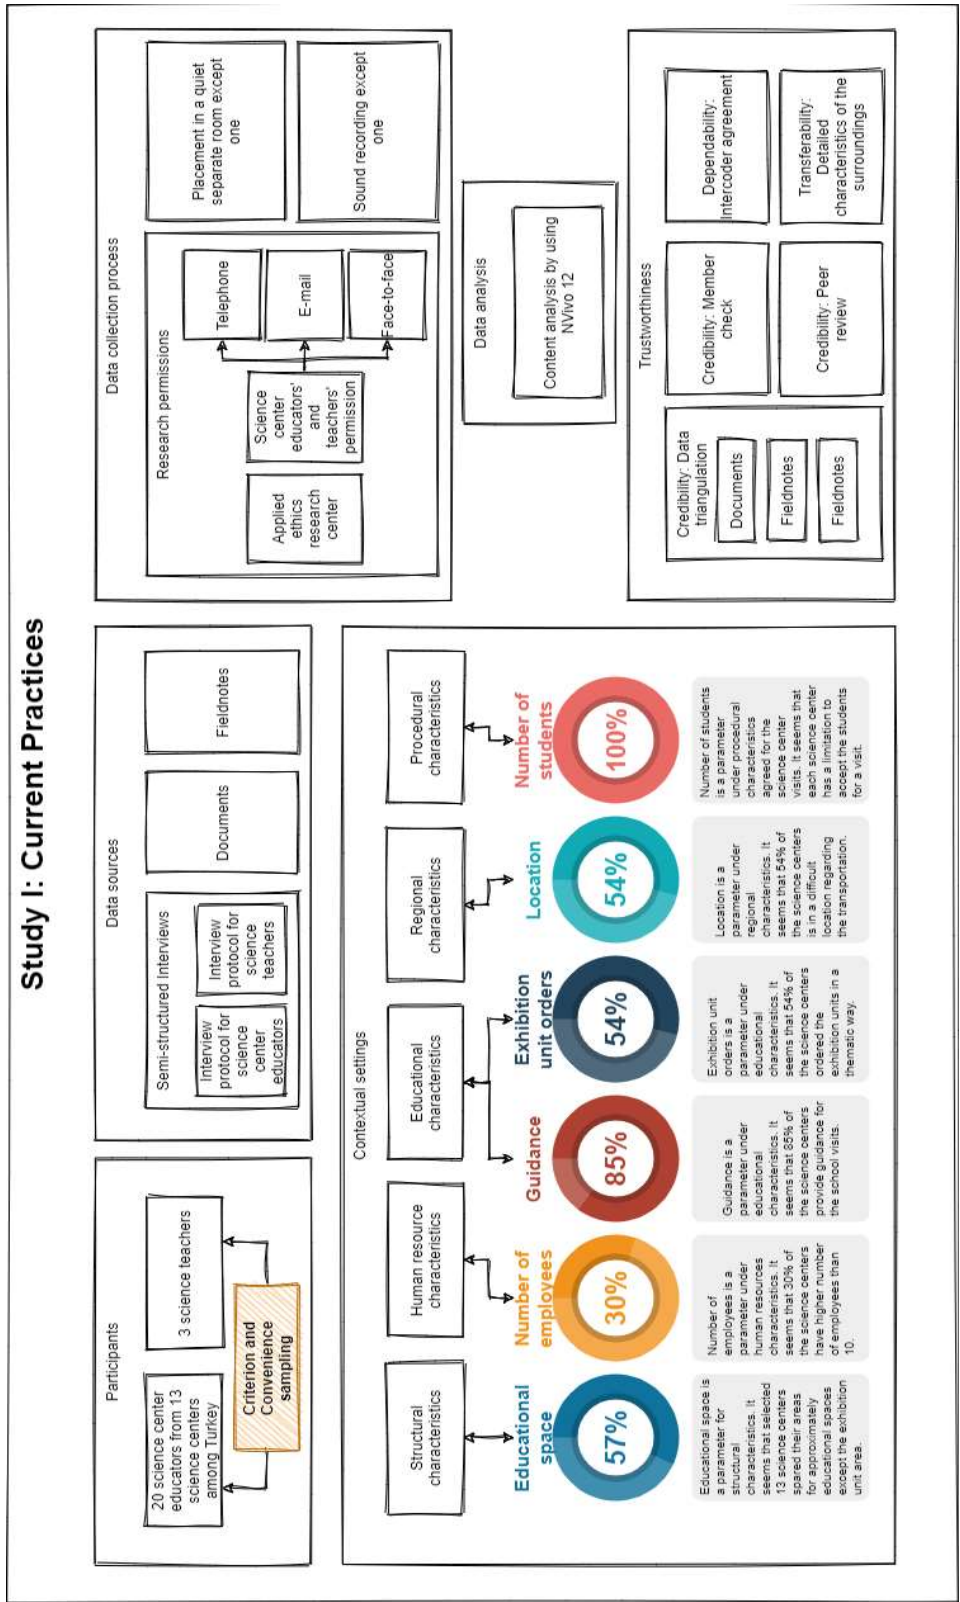 Study I: Current Practices
Participants
20 science center
educators from 13
science centers
among Turkey
3 science teachers
Criterion and
Convenience
sampling
Data sources
Semi-structured Interviews
Interview
protocol for
science
center
educators
Interview
protocol for
science
teachers
Documents
Fieldnotes
Data collection process
Research permissions
Applied
ethics
research
center
Science
center
educators'
and
teachers'
permission
Telephone
E-mail
Face-to-face
Placement in a quiet
separate room except
one
Sound recording except
one
Contextual settings
Structural
characteristics
Human resource
characteristics
Educational
characteristics
Regional
characteristics
Procedural
characteristics
Educational
space
57%
Educational space is
a parameter for
structural
characteristics. It
seems that selected
13 science centers
spared their areas
for approximately
educational spaces
except the exhibition
unit area.
Number of
employees
30%
Number of
employees is a
parameter under
human resources
characteristics. It
seems that 30% of
the science centers
have higher number
of employees than
10.
Guidance
85%
Guidance is a
parameter under
educational
characteristics. It
seems that 85% of
the science centers
provide guidance for
the school visits.
Exhibition
unit orders
54%
Exhibition unit
orders is a
parameter under
educational
characteristics. It
seems that 54% of
the science centers
ordered the
exhibition units in a
thematic way.
Location
54%
Location is a
parameter under
regional
characteristics. It
seems that 54% of
the science centers
is in a difficult
location regarding
the transportation.
Number of
students
100%
Number of students
is a parameter
under procedural
characteristics
agreed for the
science center
visits. It seems that
each science center
has a limitation to
accept the students
for a visit.
Data analysis
Content analysis by using
NVivo 12
Trustworthiness
Credibility: Data
triangulation
Documents
Fieldnotes
Fieldnotes
Credibility: Member
check
Credibility: Peer
review
Dependability:
Intercoder agreement
Transferability:
Detailed
characteristics of the
surroundings